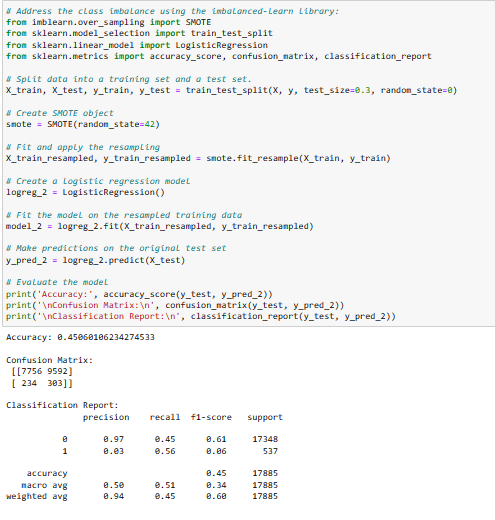 # Address the class imbalance using the imbalanced-learn library:
from imblearn.over_sampling import SMOTE
from sklearn.model_selection import train_test_split
from sklearn.linear_model import LogisticRegression
from sklearn.metrics import accuracy_score, confusion_matrix, classification_report
# Split data into a training set and a test set.
X_train, X_test, y_train, y_test = train_test_split(X, y, test_size=0.3, random_state=0)
# Create SMOTE object
smote = SMOTE(random_state=42)
# Fit and apply the resampling
X_train_resampled, y_train_resampled = smote.fit_resample(X_train, y_train)
# Create a Logistic regression model
logreg_2 = LogisticRegression()
# Fit the model on the resampled training data
model_2 = logreg_2.fit(X_train_resampled, y_train_resampled)
# Make predictions on the original test set
y_pred_2 = logreg_2.predict(X_test)
# Evaluate the model
print('Accuracy:', accuracy_score(y_test, y_pred_2))
print('\nConfusion Matrix:\n', confusion_matrix(y_test, y_pred_2))
print('\nClassification Report:\n', classification_report(y_test, y_pred_2))
Accuracy: 0.45060106234274533
Confusion Matrix:
[[7756 9592]
[ 234 303]]
Classification Report:
precision recall f1-score support
0 0.97 0.45 0.61 17348
1 0.03 0.56 0.06 537
accuracy 0.45 17885
macro avg 0.50 0.51 0.34 17885
weighted avg 0.94 0.45 0.60 17885